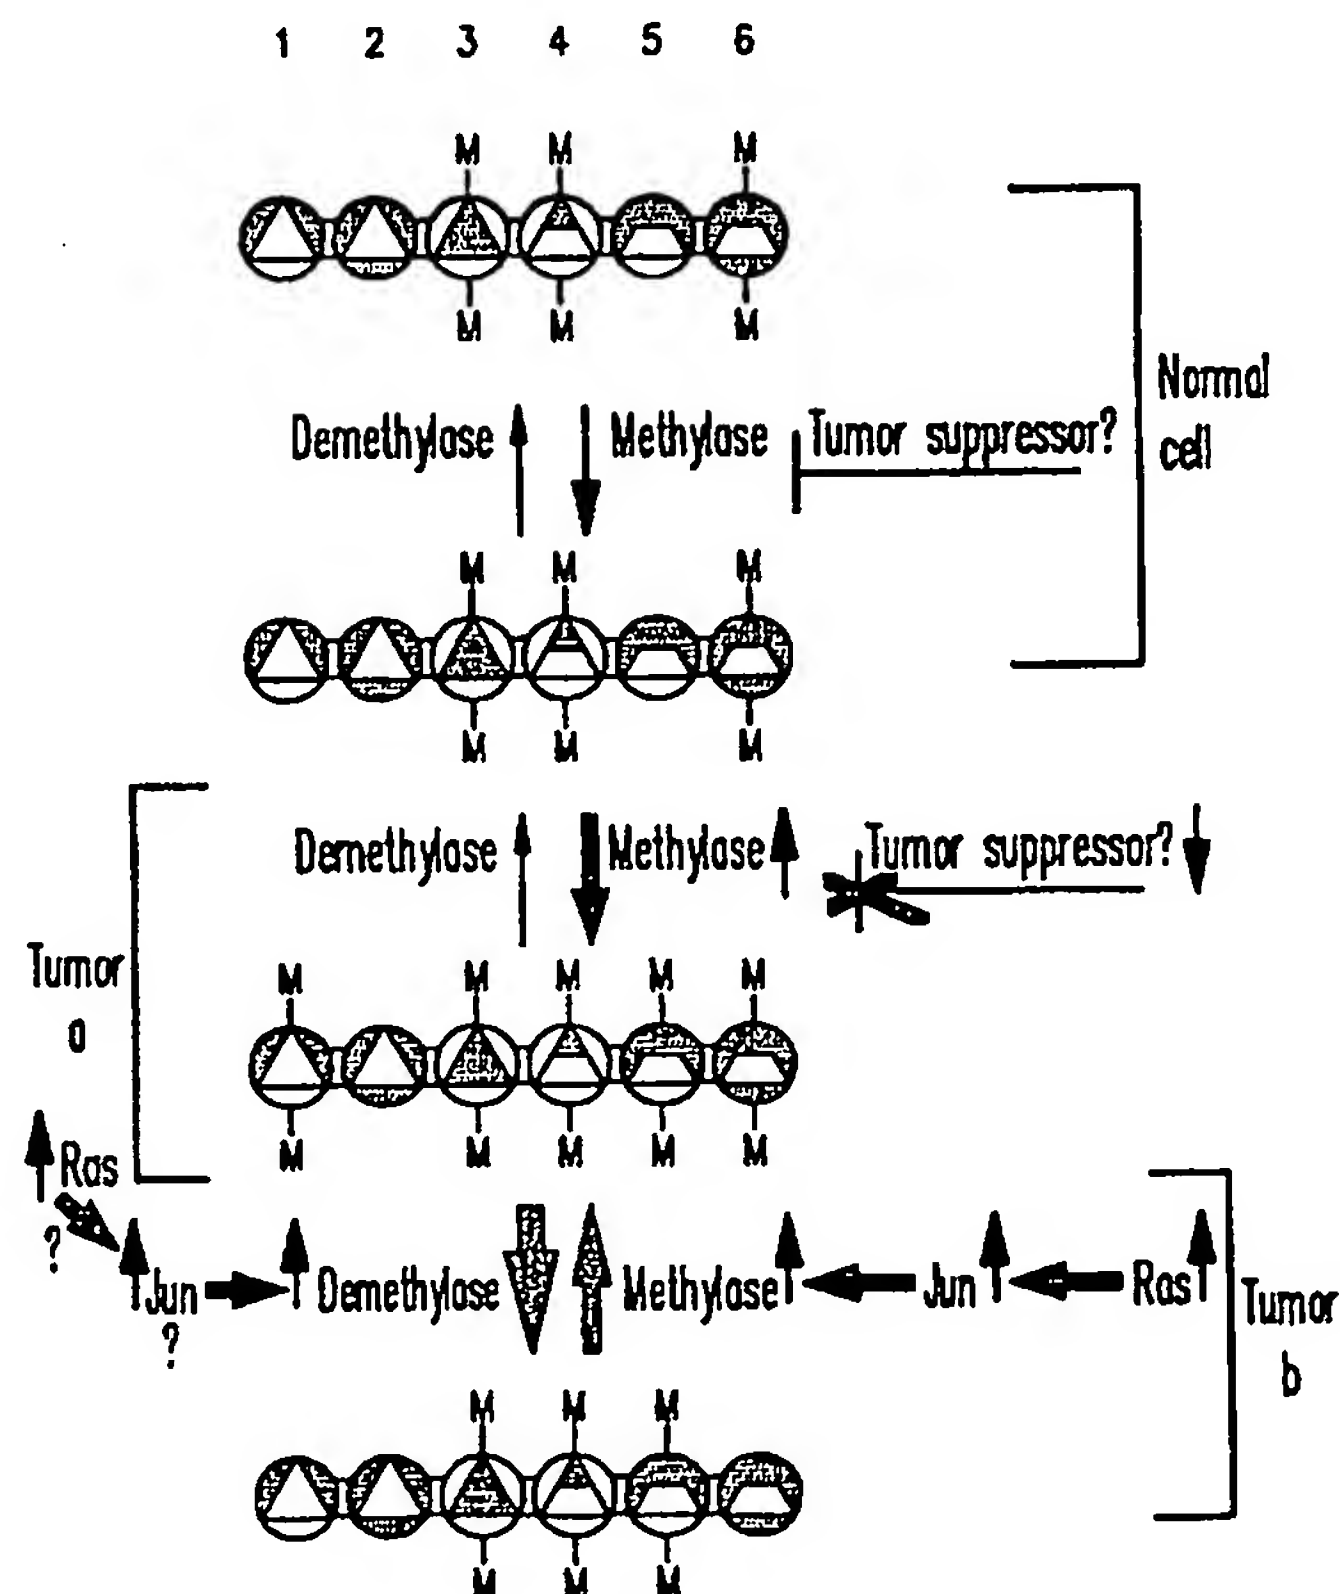 1 2 3 4 5 6
M M M
M M M
Demethylase Methylase Tumor suppressor?
Normal
cell
M M M
M M M
Demethylase Methylase Tumor suppressor?
Tumor
a
M M M M M
M M M M M
Ras
?
Jun Demethylase Methylase Jun Ras
?
Tumor
b
M M M
M M M